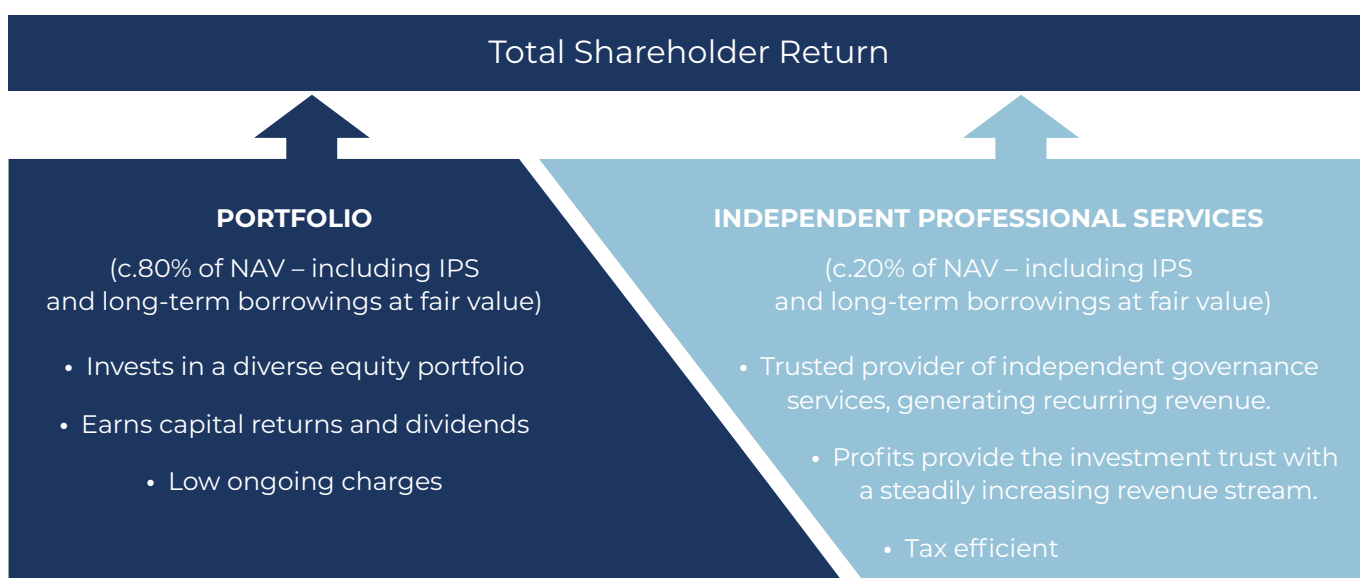 Total Shareholder Return
PORTFOLIO
(c.80% of NAV – including IPS
and long-term borrowings at fair value)
• Invests in a diverse equity portfolio
• Earns capital returns and dividends
• Low ongoing charges
INDEPENDENT PROFESSIONAL SERVICES
(c.20% of NAV – including IPS
and long-term borrowings at fair value)
• Trusted provider of independent governance
services, generating recurring revenue.
• Profits provide the investment trust with
a steadily increasing revenue stream.
• Tax efficient